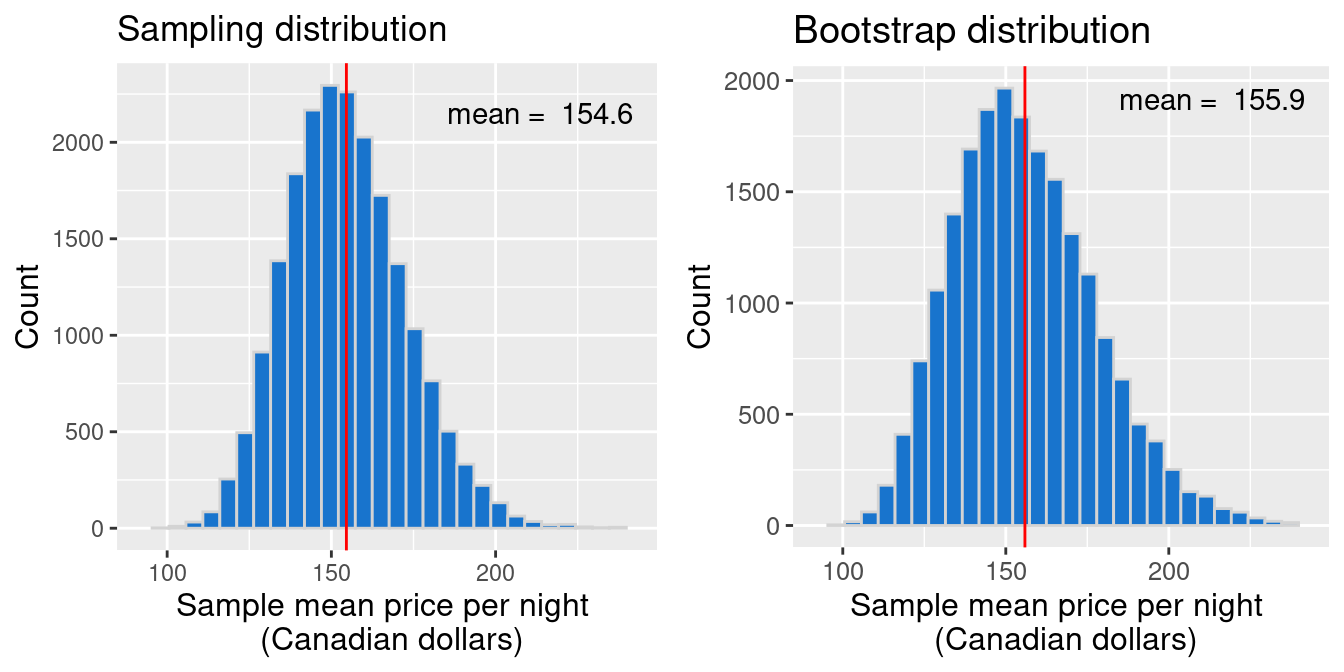 Sampling distribution
mean = 154.6
2000
1500
1000
500
0
Count
100 150 200
Sample mean price per night
(Canadian dollars)
Bootstrap distribution
mean = 155.9
2000
1500
1000
500
0
Count
100 150 200
Sample mean price per night
(Canadian dollars)